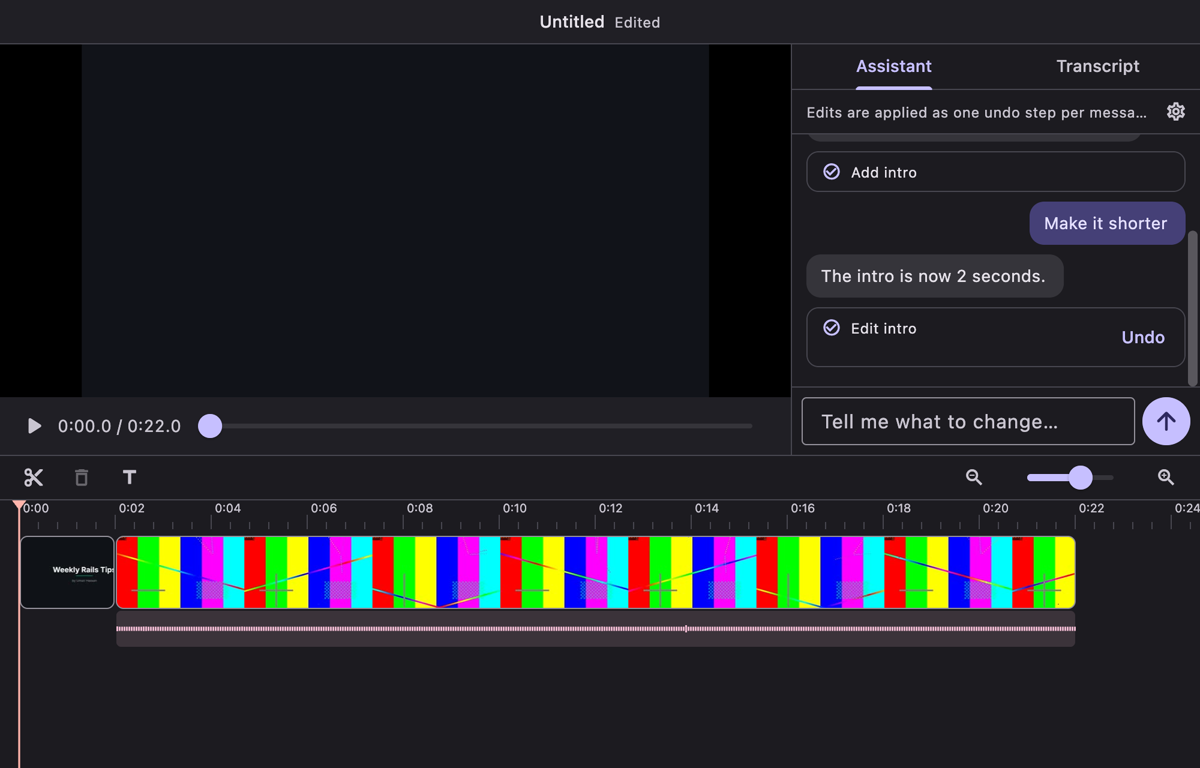 Untitled Edited
Assistant
Transcript
Edits are applied as one undo step per messa...
Add intro
Make it shorter
The intro is now 2 seconds.
Edit intro
Undo
0:00.0 / 0:22.0
Tell me what to change...
T
0:00 0:02 0:04 0:06 0:08 0:10 0:12 0:14 0:16 0:18 0:20 0:22 0:24
Weekly Rails Tips